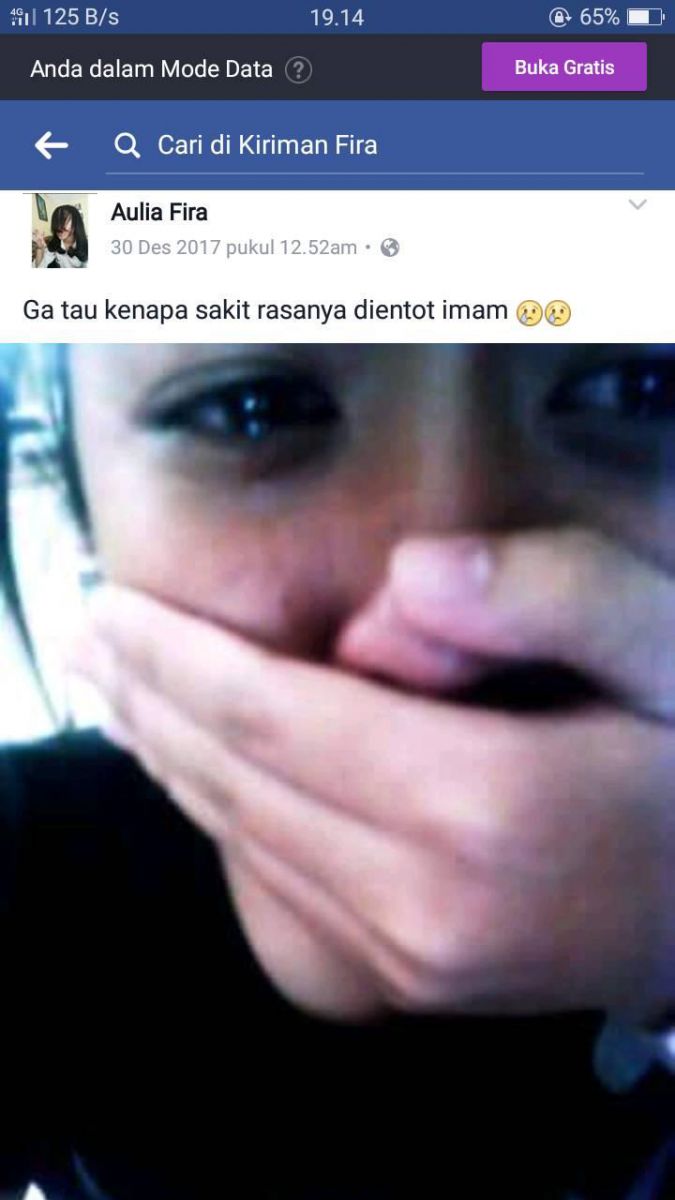 4G 125 B/s 19.14 65%
Anda dalam Mode Data ? Buka Gratis
Cari di Kiriman Fira
Aulia Fira
30 Des 2017 pukul 12.52am •
Ga tau kenapa sakit rasanya dientot imam 😢😢